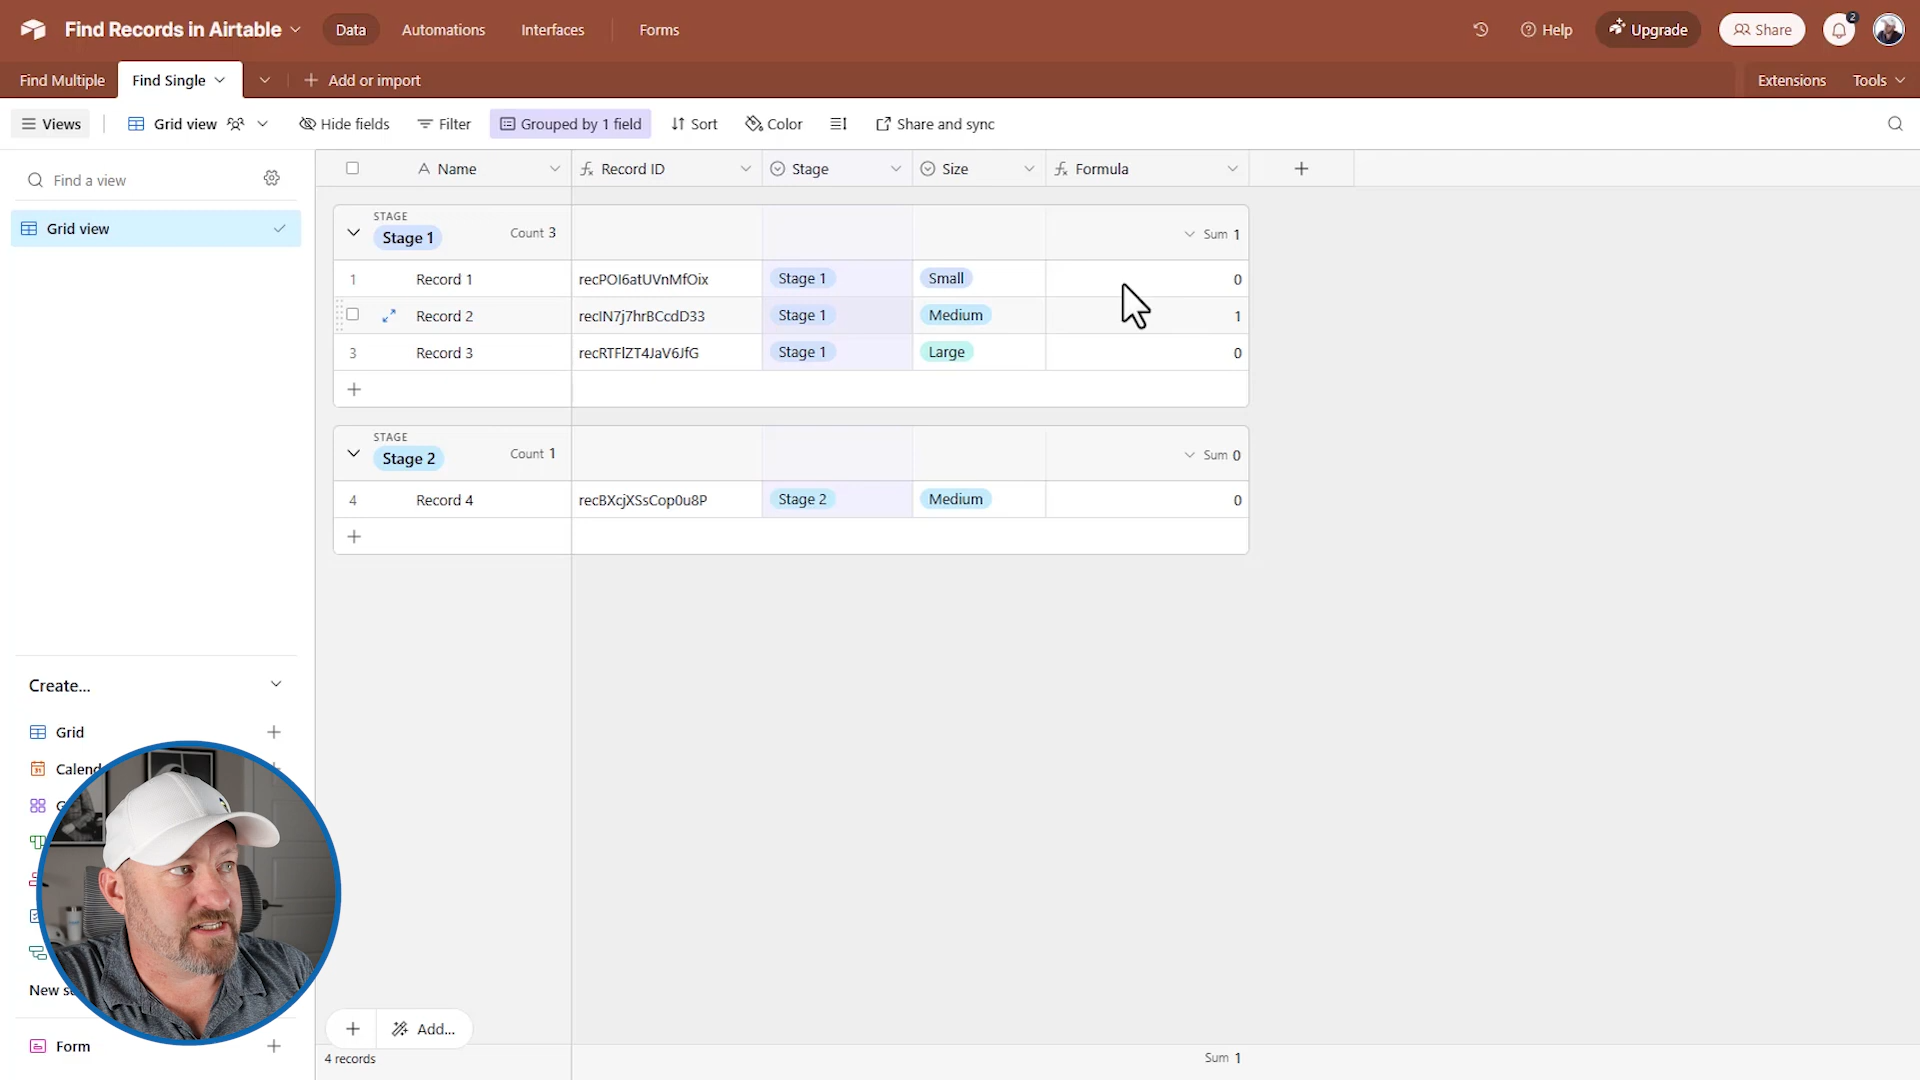 Find Records in Airtable
Data
Automations
Interfaces
Forms
Help
Upgrade
Share
2
Find Multiple
Find Single
Add or import
Extensions
Tools
Views
Grid view
Hide fields
Filter
Grouped by 1 field
Sort
Color
Share and sync
Find a view
Name
Record ID
Stage
Size
Formula
Grid view
STAGE
Stage 1
Count 3
Sum 1
1 Record 1 recPOI6atUVnMfOix Stage 1 Small 0
Record 2 recIN7j7hrBCcdD33 Stage 1 Medium 1
3 Record 3 recRTFlZT4JaV6JfG Stage 1 Large 0
STAGE
Stage 2
Count 1
Sum 0
4 Record 4 recBXcjXSsCop0u8P Stage 2 Medium 0
Create...
Grid
Calend
New s
Form
Add...
4 records
Sum 1